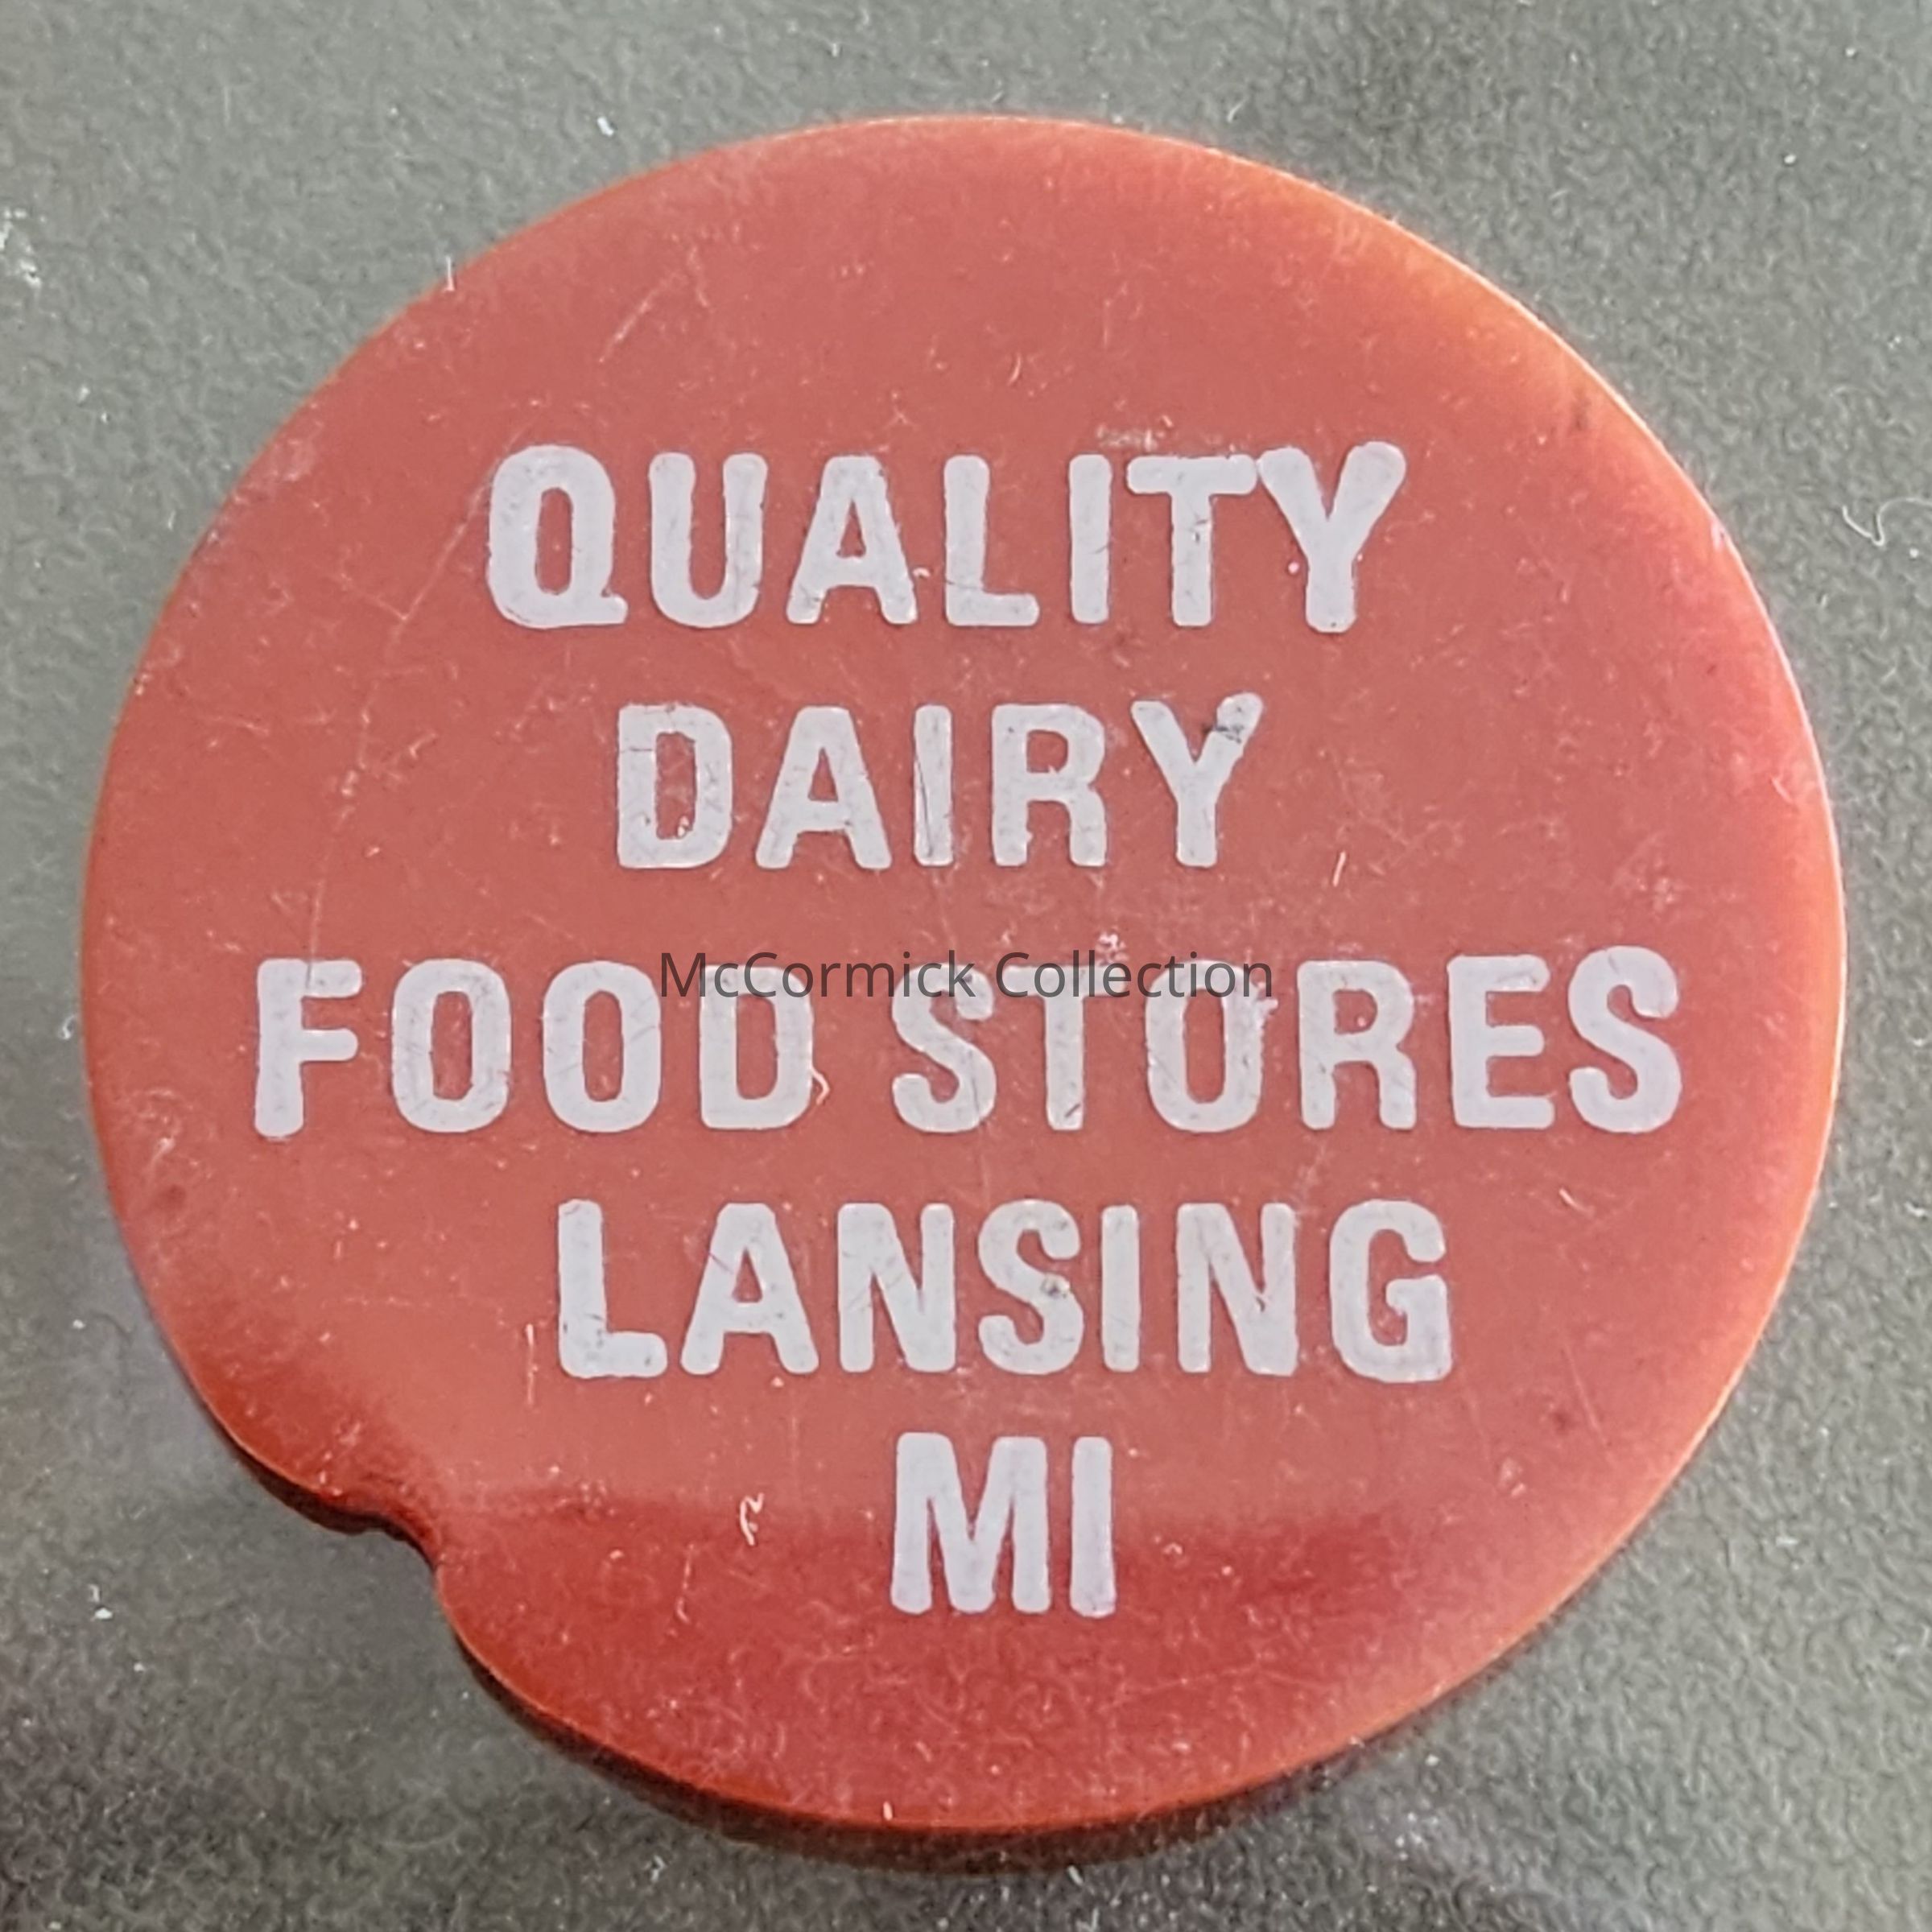 QUALITY
DAIRY
McCormick Collection
FOOD STORES
LANSING
MI